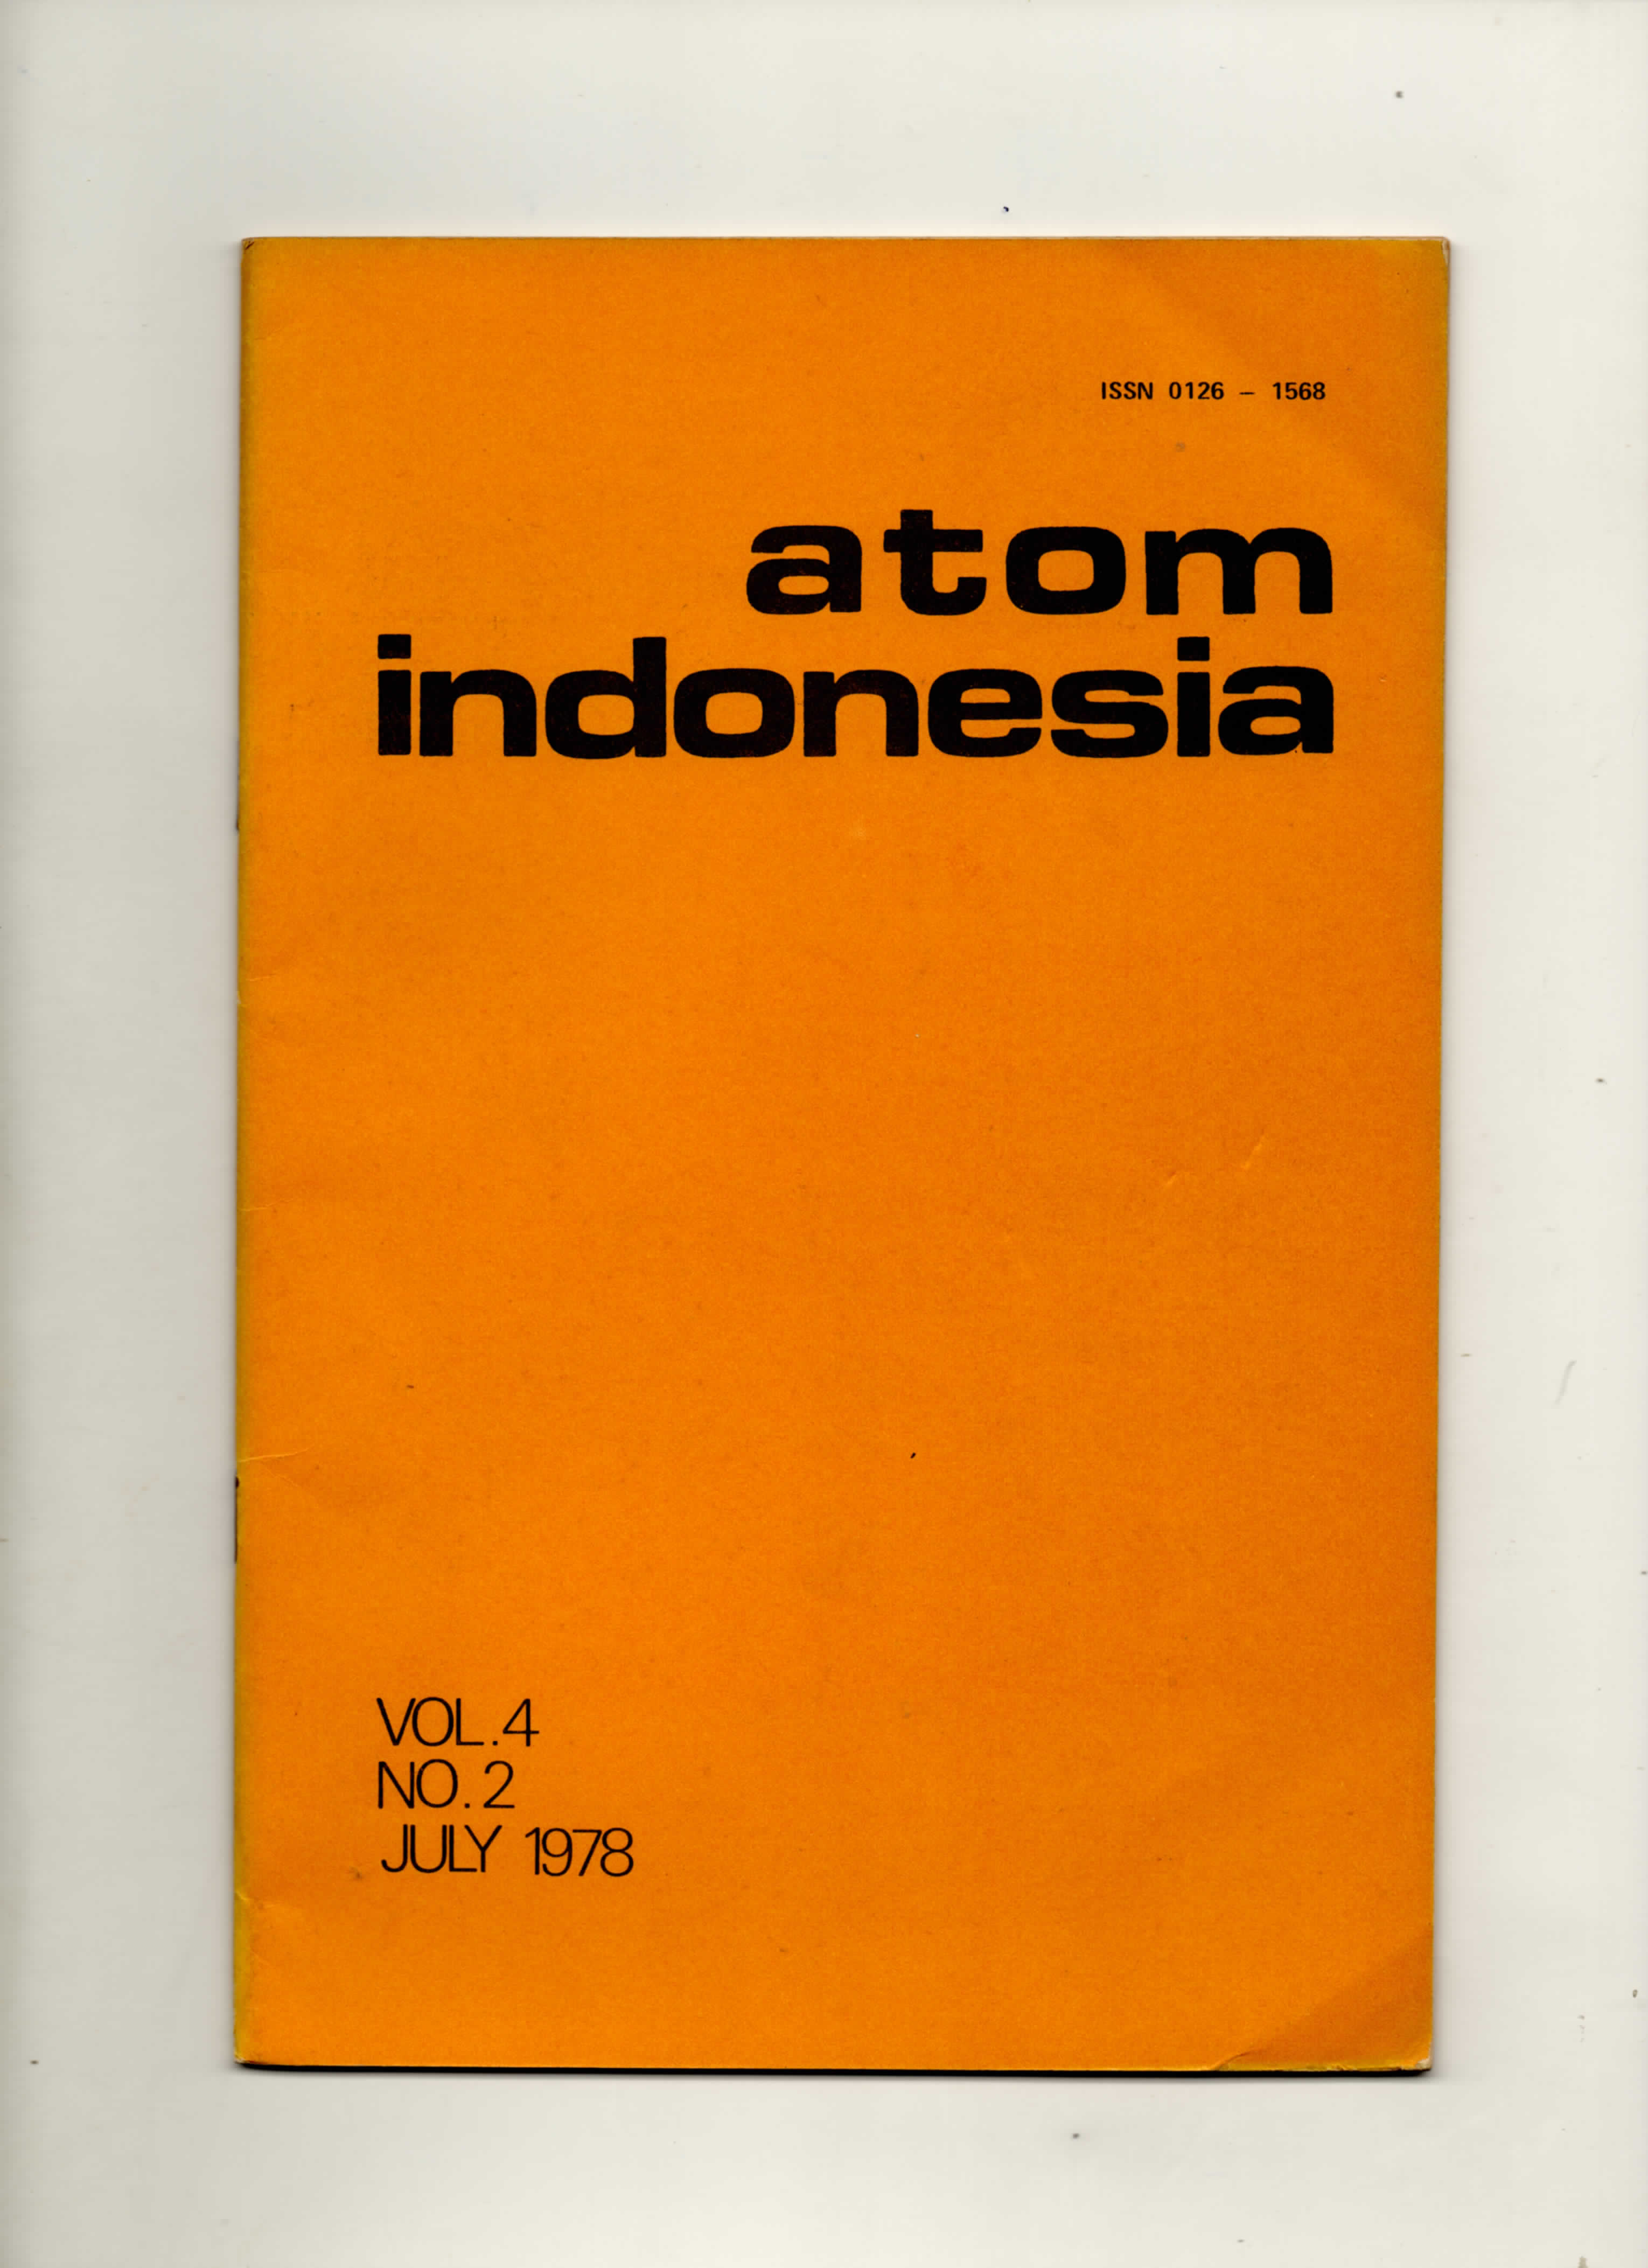 ISSN 0126 – 1568
atom
indonesia
VOL.4
NO.2
JULY 1978